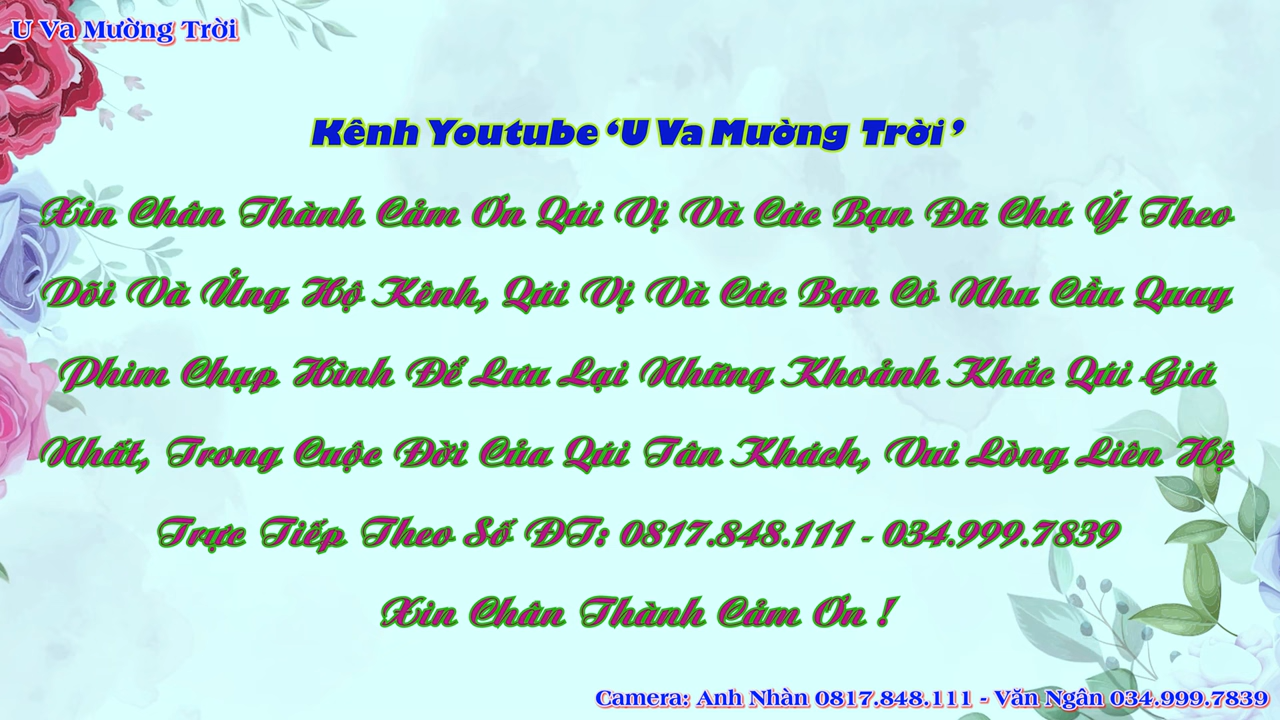 U Va Mường Trời
Kênh Youtube ‘U Va Mường Trời’
Xin Chân Thành Cảm Ơn Qúi Vị Và Các Bạn Đã Chú Ý Theo
Dõi Và Ủng Hộ Kênh, Qúi Vị Và Các Bạn Có Nhu Cầu Quay
Phim Chụp Hình Để Lưu Lại Những Khoảnh Khắc Qúi Giá
Nhất, Trong Cuộc Đời Của Qúi Tân Khách, Vui Lòng Liên Hệ
Trực Tiếp Theo Số ĐT: 0817.848.111 - 034.999.7839
Xin Chân Thành Cảm Ơn !
Camera: Anh Nhàn 0817.848.111 - Văn Ngân 034.999.7839